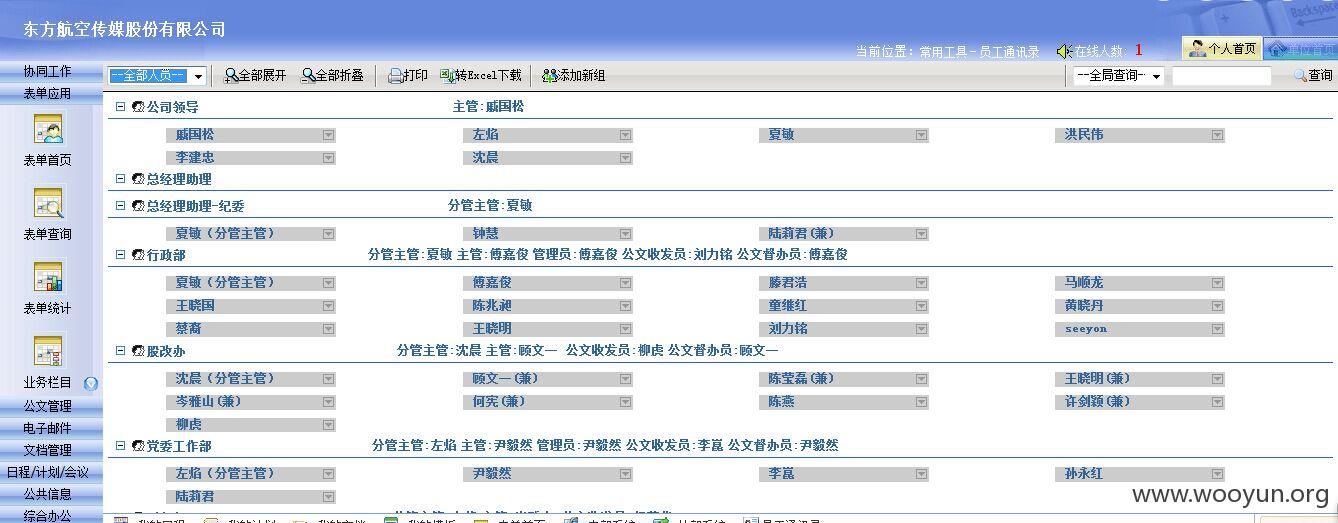 东方航空传媒股份有限公司
当前位置：常用工具－员工通讯录 在线人数：1 个人首页 单位首页
协同工作
表单应用
表单首页
表单查询
表单统计
业务栏目
公文管理
电子邮件
文档管理
日程/计划/会议
公共信息
综合办公
--全部人员-- 全部展开 全部折叠 打印 转Excel下载 添加新组 --全局查询- 查询
公司领导 主管:戚国松
戚国松 左焰 夏敏 洪民伟
李建忠 沈晨
总经理助理
总经理助理-纪委 分管主管:夏敏
夏敏（分管主管） 钟慧 陆莉君(兼)
行政部 分管主管:夏敏 主管:傅嘉俊 管理员:傅嘉俊 公文收发员:刘力铭 公文督办员:傅嘉俊
夏敏（分管主管） 傅嘉俊 滕君浩 马顺龙
王晓国 陈兆昶 童继红 黄晓丹
蔡裔 王晓明 刘力铭 seeyon
股改办 分管主管:沈晨 主管:顾文一 公文收发员:柳虎 公文督办员:顾文一
沈晨（分管主管） 顾文一(兼) 陈莹磊(兼) 王晓明(兼)
岑雅山(兼) 何宪(兼) 陈燕 许剑颖(兼)
柳虎
党委工作部 分管主管:左焰 主管:尹毅然 管理员:尹毅然 公文收发员:李崑 公文督办员:尹毅然
左焰（分管主管） 尹毅然 李崑 孙永红
陆莉君
www.wooyun.org